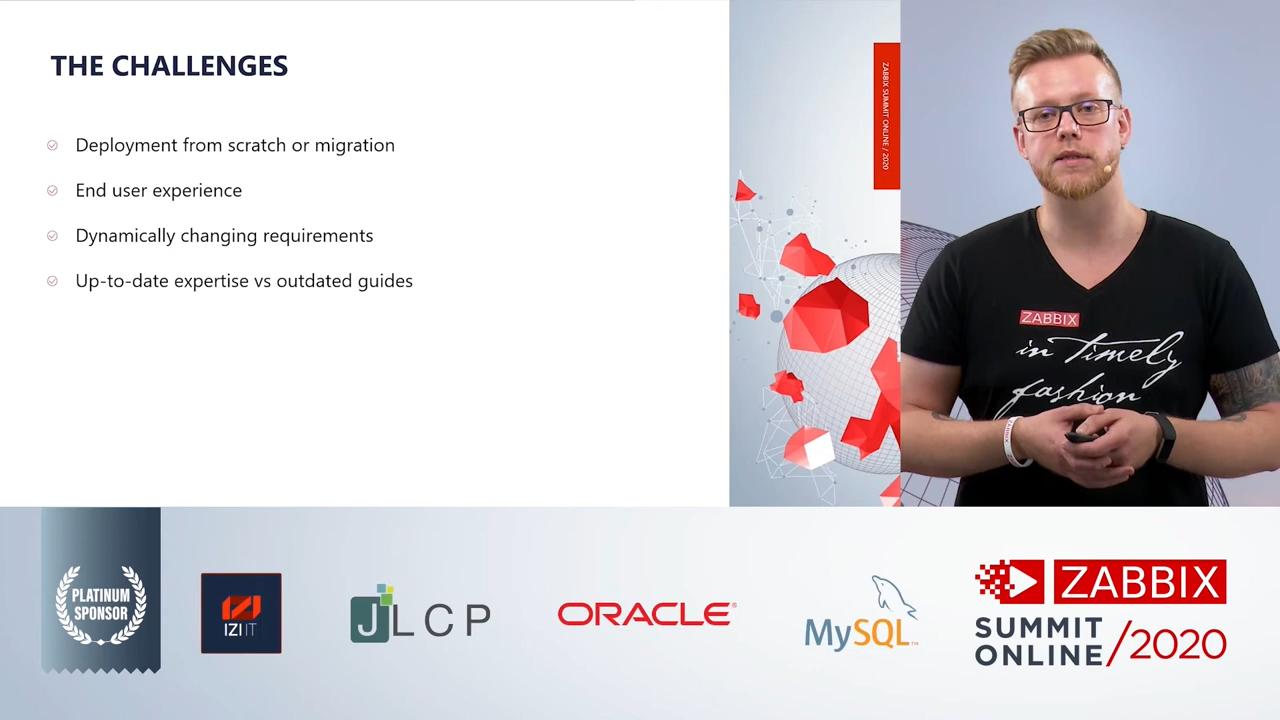 THE CHALLENGES
Deployment from scratch or migration
End user experience
Dynamically changing requirements
Up-to-date expertise vs outdated guides
ZABBIX SUMMIT ONLINE / 2020
ZABBIX
in Timely
fashion
PLATINUM
SPONSOR
IZI IT
JLCP
ORACLE®
MySQL™
ZABBIX
SUMMIT
ONLINE/2020